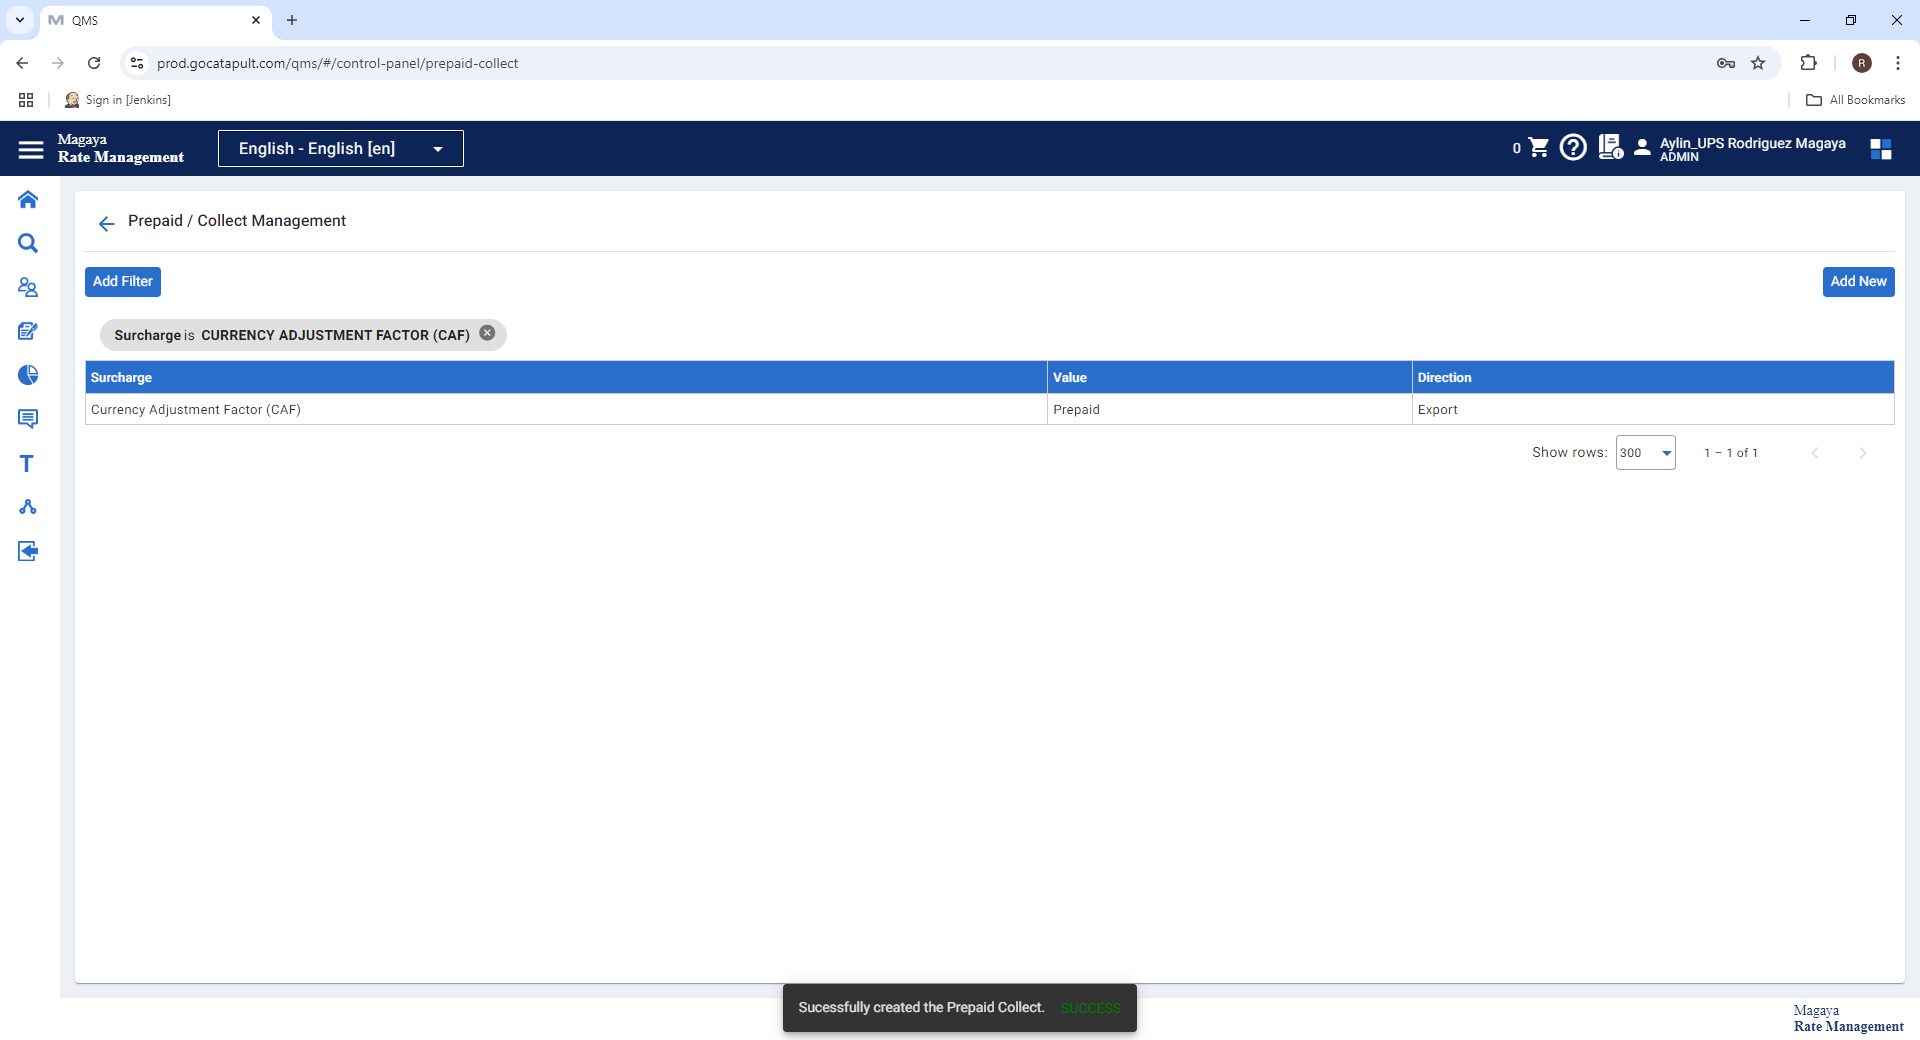 QMS
prod.gocatapult.com/qms/#/control-panel/prepaid-collect
R
Sign in [Jenkins]
All Bookmarks
Magaya
Rate Management
English - English [en]
0
Aylin_UPS Rodriguez Magaya
ADMIN
Prepaid / Collect Management
Add Filter
Add New
Surcharge is CURRENCY ADJUSTMENT FACTOR (CAF)
Surcharge Value Direction
Currency Adjustment Factor (CAF) Prepaid Export
Show rows: 300 1 – 1 of 1
T
Sucessfully created the Prepaid Collect. SUCCESS
Magaya
Rate Management